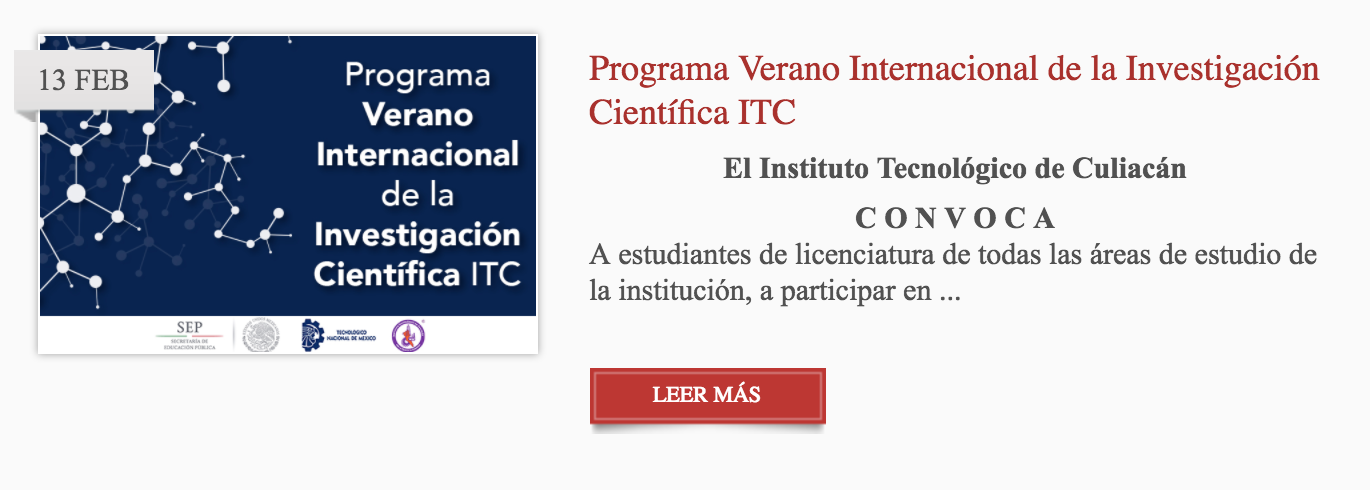 13 FEB
Programa
Verano
Internacional
de la
Investigación
Científica ITC
SEP
SECRETARÍA DE
EDUCACIÓN PÚBLICA
TECNOLÓGICO
NACIONAL DE MÉXICO
Programa Verano Internacional de la Investigación
Científica ITC
El Instituto Tecnológico de Culiacán
C O N V O C A
A estudiantes de licenciatura de todas las áreas de estudio de
la institución, a participar en ...
LEER MÁS